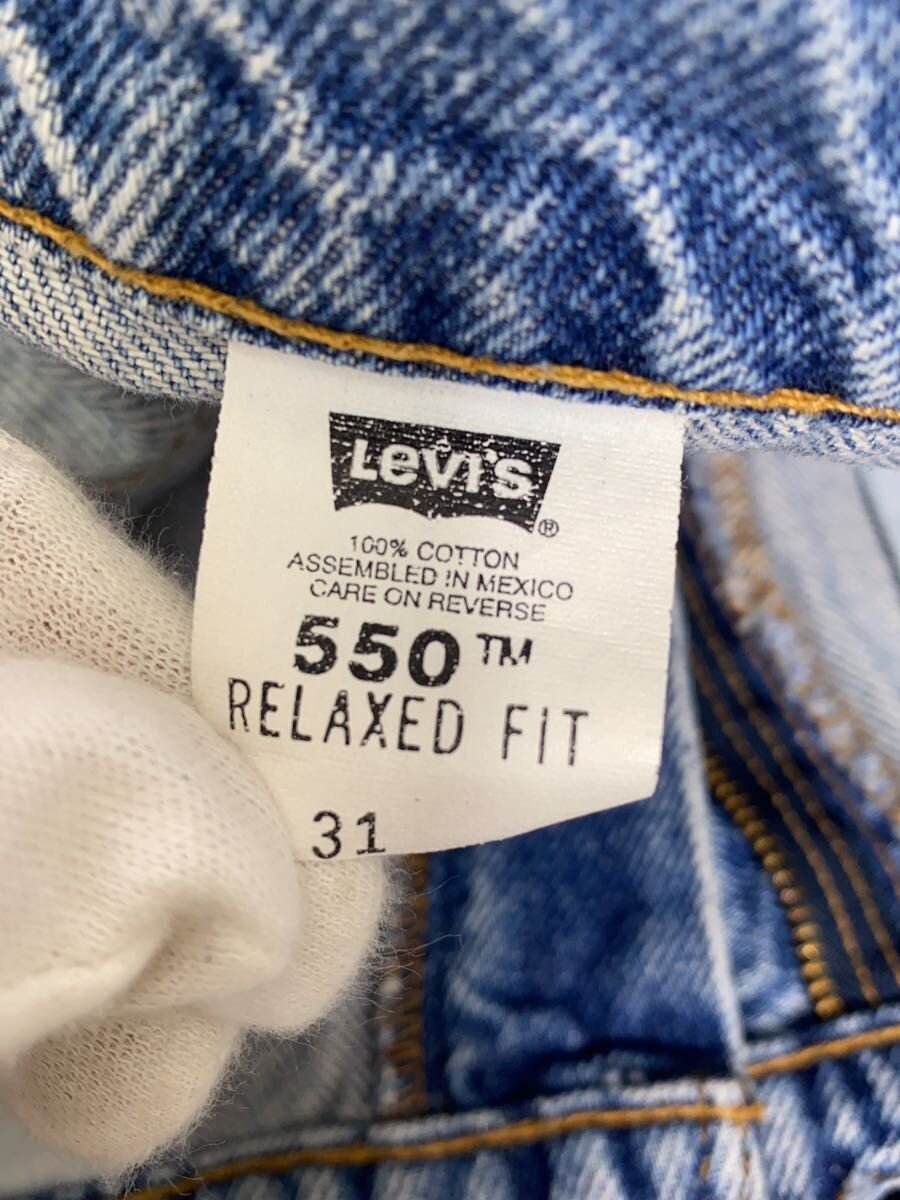 Levi's ®
100% COTTON
ASSEMBLED IN MEXICO
CARE ON REVERSE
550™
RELAXED FIT
31